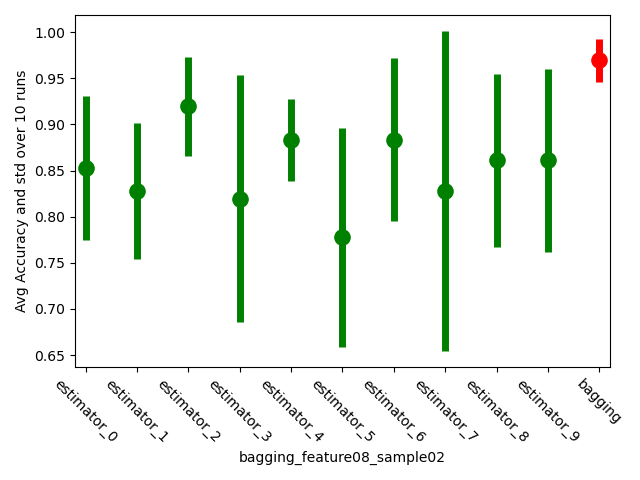 1.00
0.95
0.90
0.85
0.80
0.75
0.70
0.65
Avg Accuracy and std over 10 runs
estimator_0
estimator_1
estimator_2
estimator_3
estimator_4
estimator_5
estimator_6
estimator_7
estimator_8
estimator_9
bagging
bagging_feature08_sample02